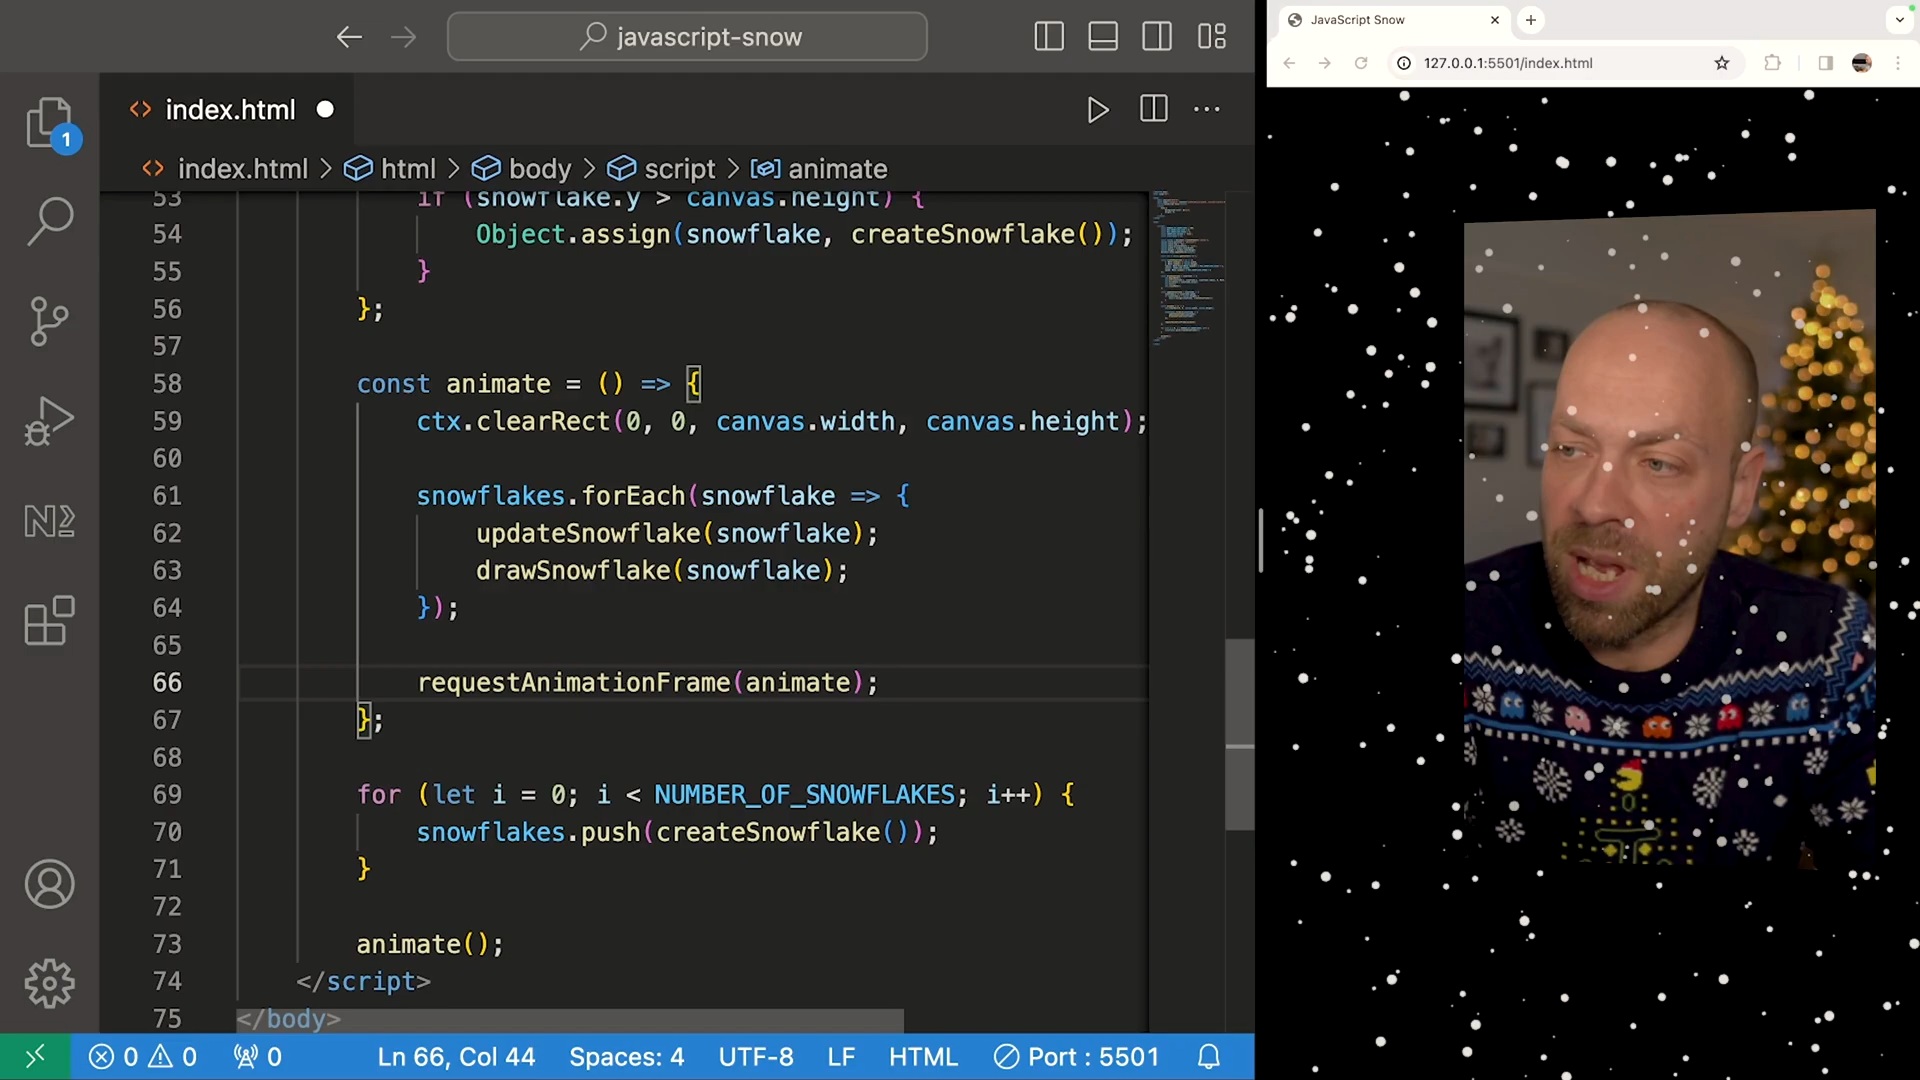 javascript-snow
JavaScript Snow
127.0.0.1:5501/index.html
1
index.html
index.html > html > body > script > animate
53 if (snowflake.y > canvas.height) {
54 Object.assign(snowflake, createSnowflake());
55 }
56 };
57
58 const animate = () => {
59 ctx.clearRect(0, 0, canvas.width, canvas.height);
60
61 snowflakes.forEach(snowflake => {
62 updateSnowflake(snowflake);
63 drawSnowflake(snowflake);
64 });
65
66 requestAnimationFrame(animate);
67 };
68
69 for (let i = 0; i < NUMBER_OF_SNOWFLAKES; i++) {
70 snowflakes.push(createSnowflake());
71 }
72
73 animate();
74 </script>
75 </body>
0 0 0 Ln 66, Col 44 Spaces: 4 UTF-8 LF HTML Port : 5501